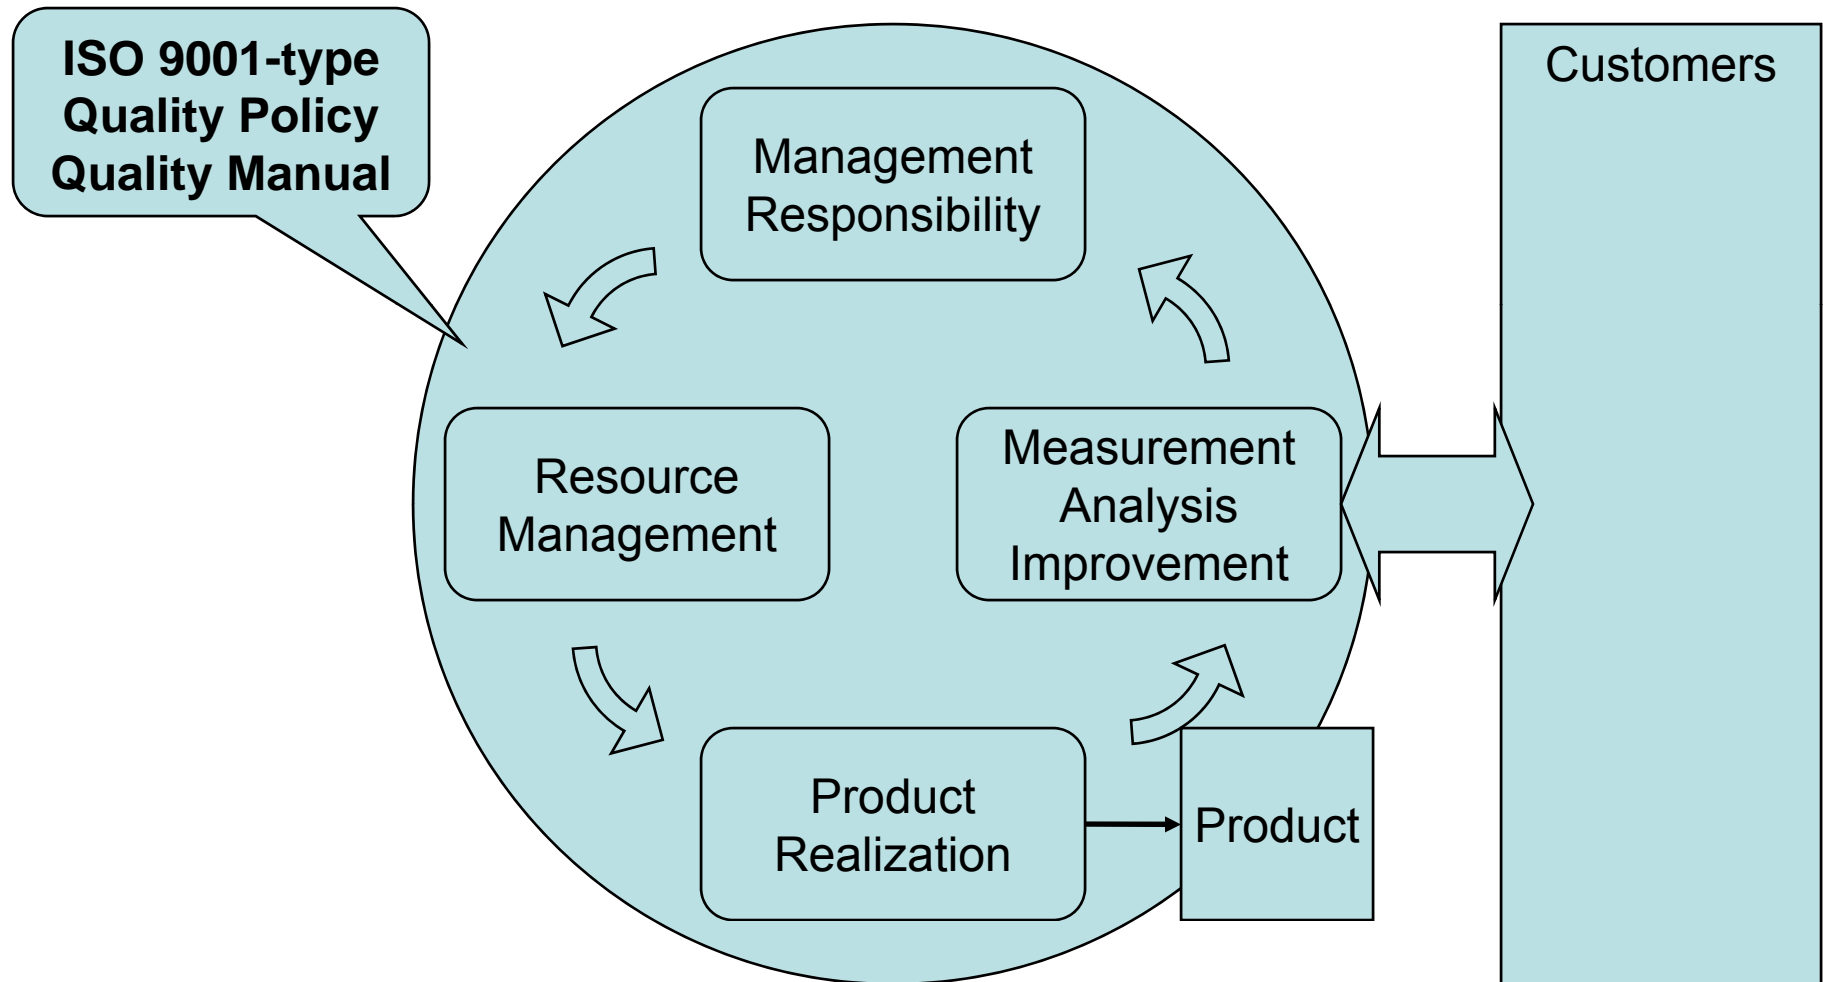 ISO 9001-type
Quality Policy
Quality Manual
Customers
Management
Responsibility
Resource
Management
Measurement
Analysis
Improvement
Product
Realization
Product